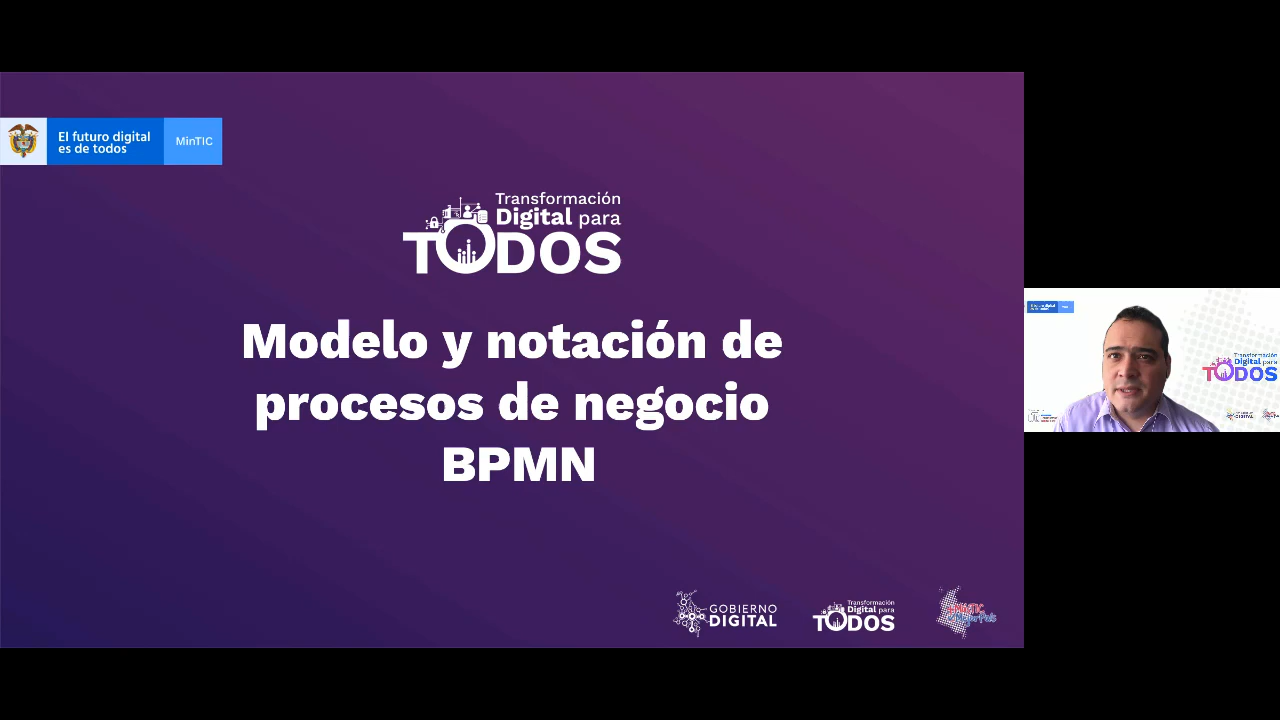 El futuro digital
es de todos
MinTIC
Transformación
Digital para
TODOS
Modelo y notación de
procesos de negocio
BPMN
GOBIERNO
DIGITAL
Transformación
Digital para
TODOS
Transformación
Digital para
TODOS